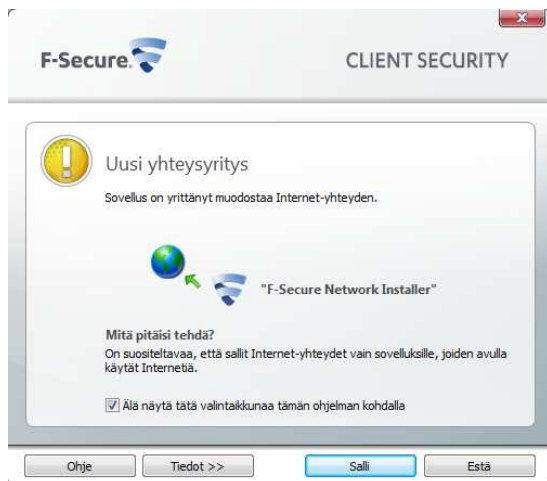 F-Secure.
CLIENT SECURITY
Uusi yhteysyritys
Sovellus on yrittänyt muodostaa Internet-yhteyden.
"F-Secure Network Installer"
Mitä pitäisi tehdä?
On suositeltavaa, että sallit Internet-yhteydet vain sovelluksille, joiden avulla
käytät Internetiä.
Älä näytä tätä valintaikkunaa tämän ohjelman kohdalla
Ohje
Tiedot >>
Salli
Estä